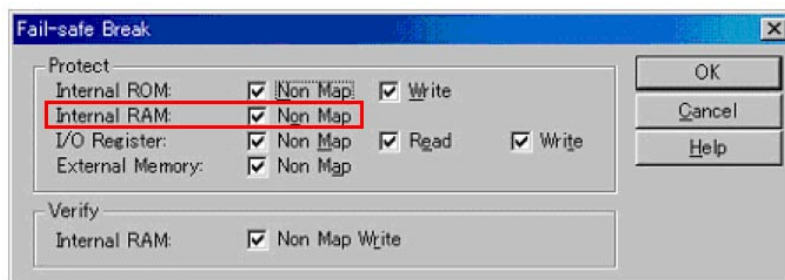 Fail-safe Break
Protect
Internal ROM: Non Map Write
Internal RAM: Non Map
I/O Register: Non Map Read Write
External Memory: Non Map
Verify
Internal RAM: Non Map Write
OK
Cancel
Help